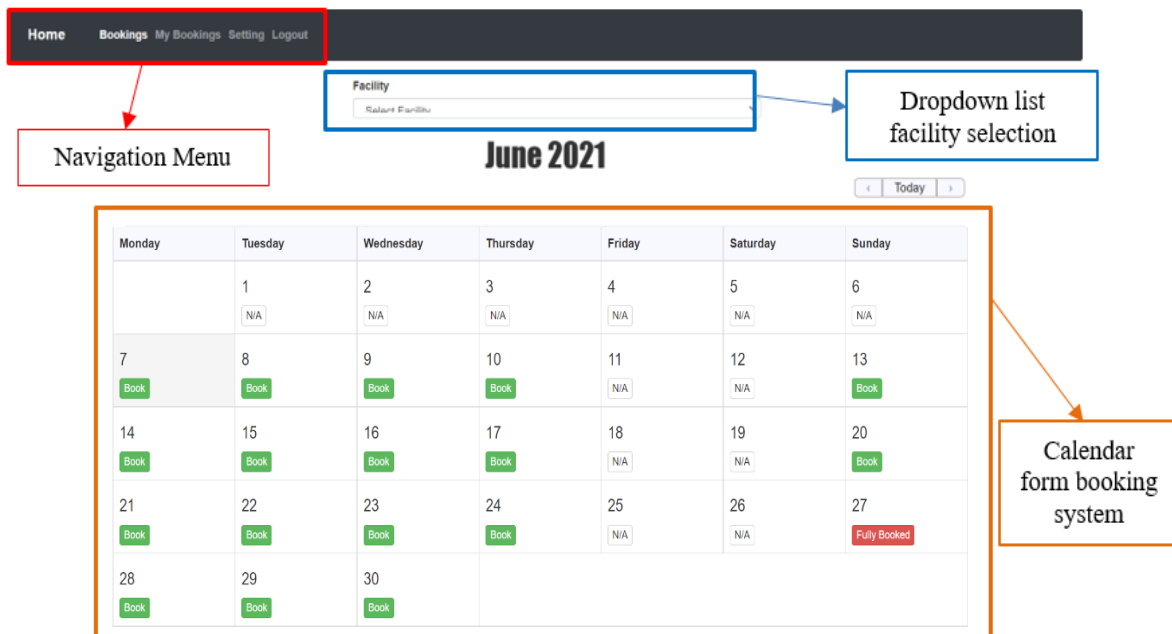 Home Bookings My Bookings Setting Logout
Facility
Select Facility
Dropdown list
facility selection
Navigation Menu
June 2021
‹ Today ›
Monday Tuesday Wednesday Thursday Friday Saturday Sunday
1 2 3 4 5 6
N/A N/A N/A N/A N/A N/A
7 8 9 10 11 12 13
Book Book Book Book N/A N/A Book
14 15 16 17 18 19 20
Book Book Book Book N/A N/A Book
21 22 23 24 25 26 27
Book Book Book Book N/A N/A Fully Booked
28 29 30
Book Book Book
Calendar
form booking
system